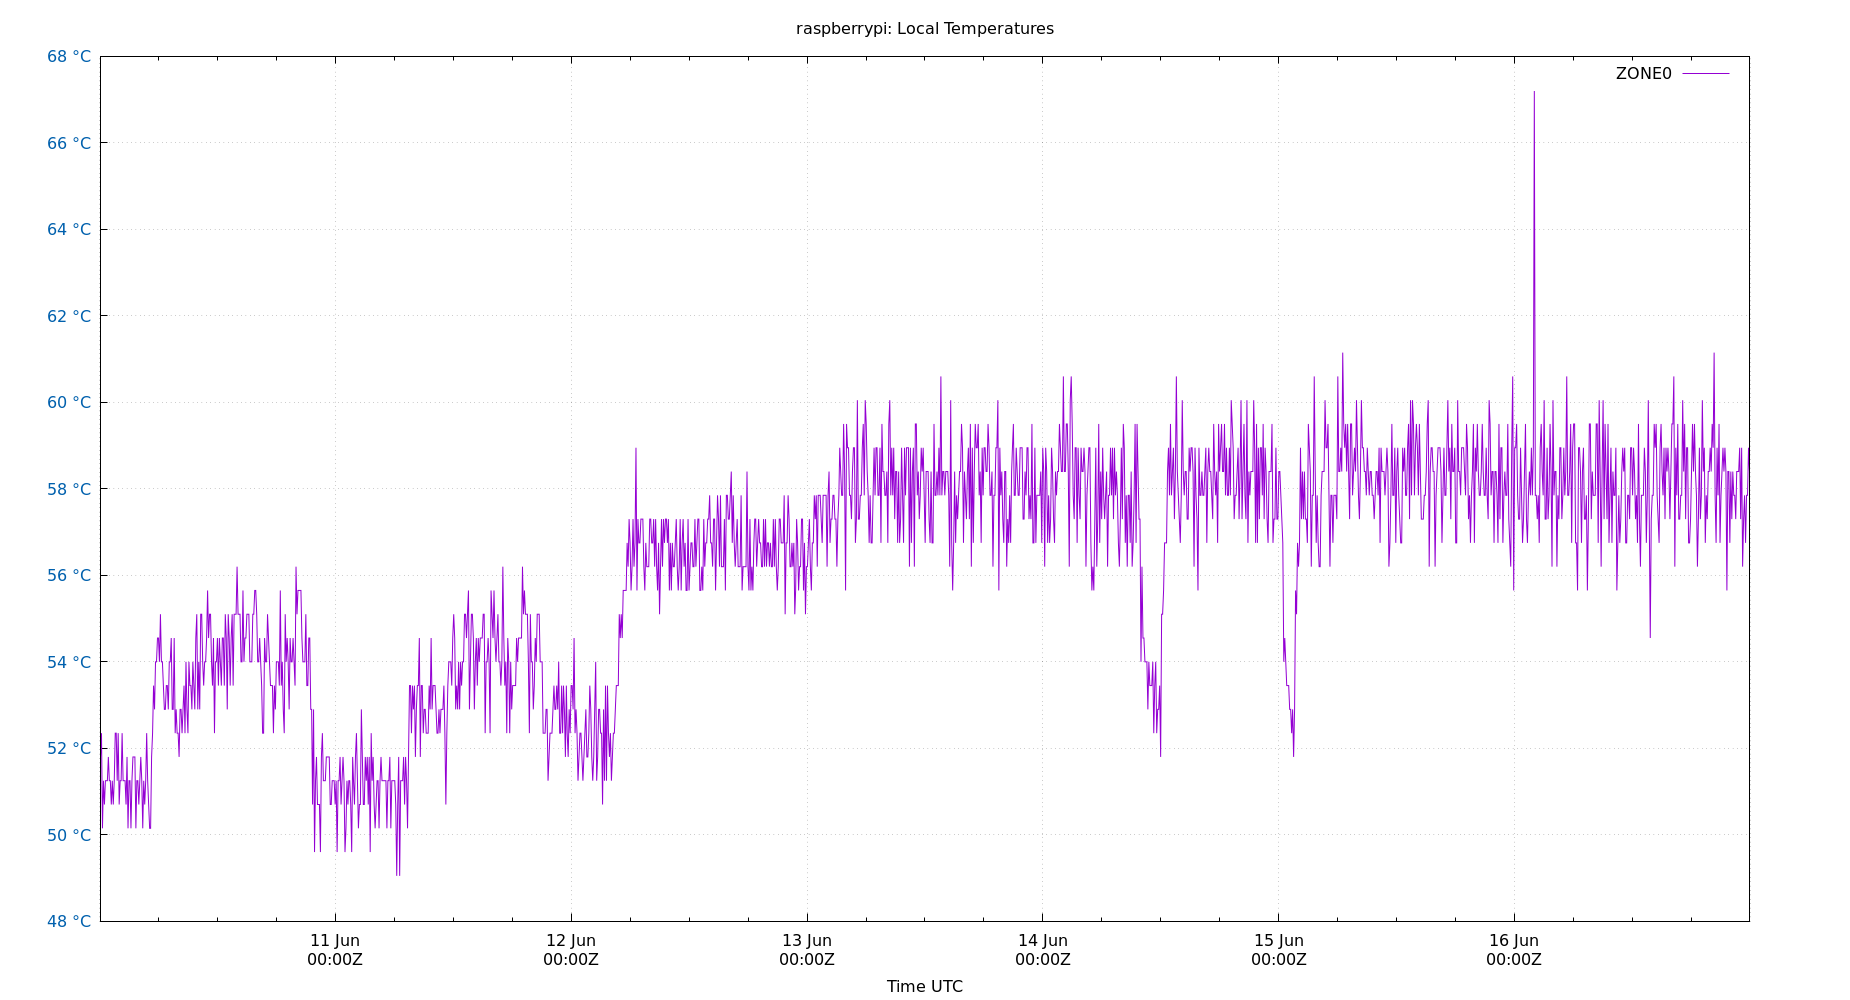 raspberrypi: Local Temperatures
68 °C
ZONE0
66 °C
64 °C
62 °C
60 °C
58 °C
56 °C
54 °C
52 °C
50 °C
48 °C
11 Jun 12 Jun 13 Jun 14 Jun 15 Jun 16 Jun
00:00Z 00:00Z 00:00Z 00:00Z 00:00Z 00:00Z
Time UTC